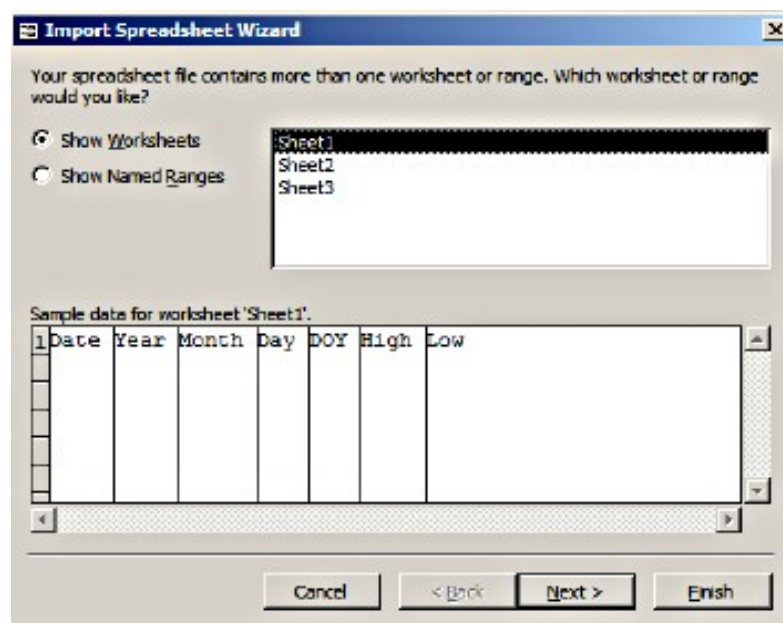 Import Spreadsheet Wizard
Your spreadsheet file contains more than one worksheet or range. Which worksheet or range
would you like?
Show Worksheets
Show Named Ranges
Sheet1
Sheet2
Sheet3
Sample data for worksheet 'Sheet1'.
1 Date Year Month Day DOY High Low
Cancel < Back Next > Finish